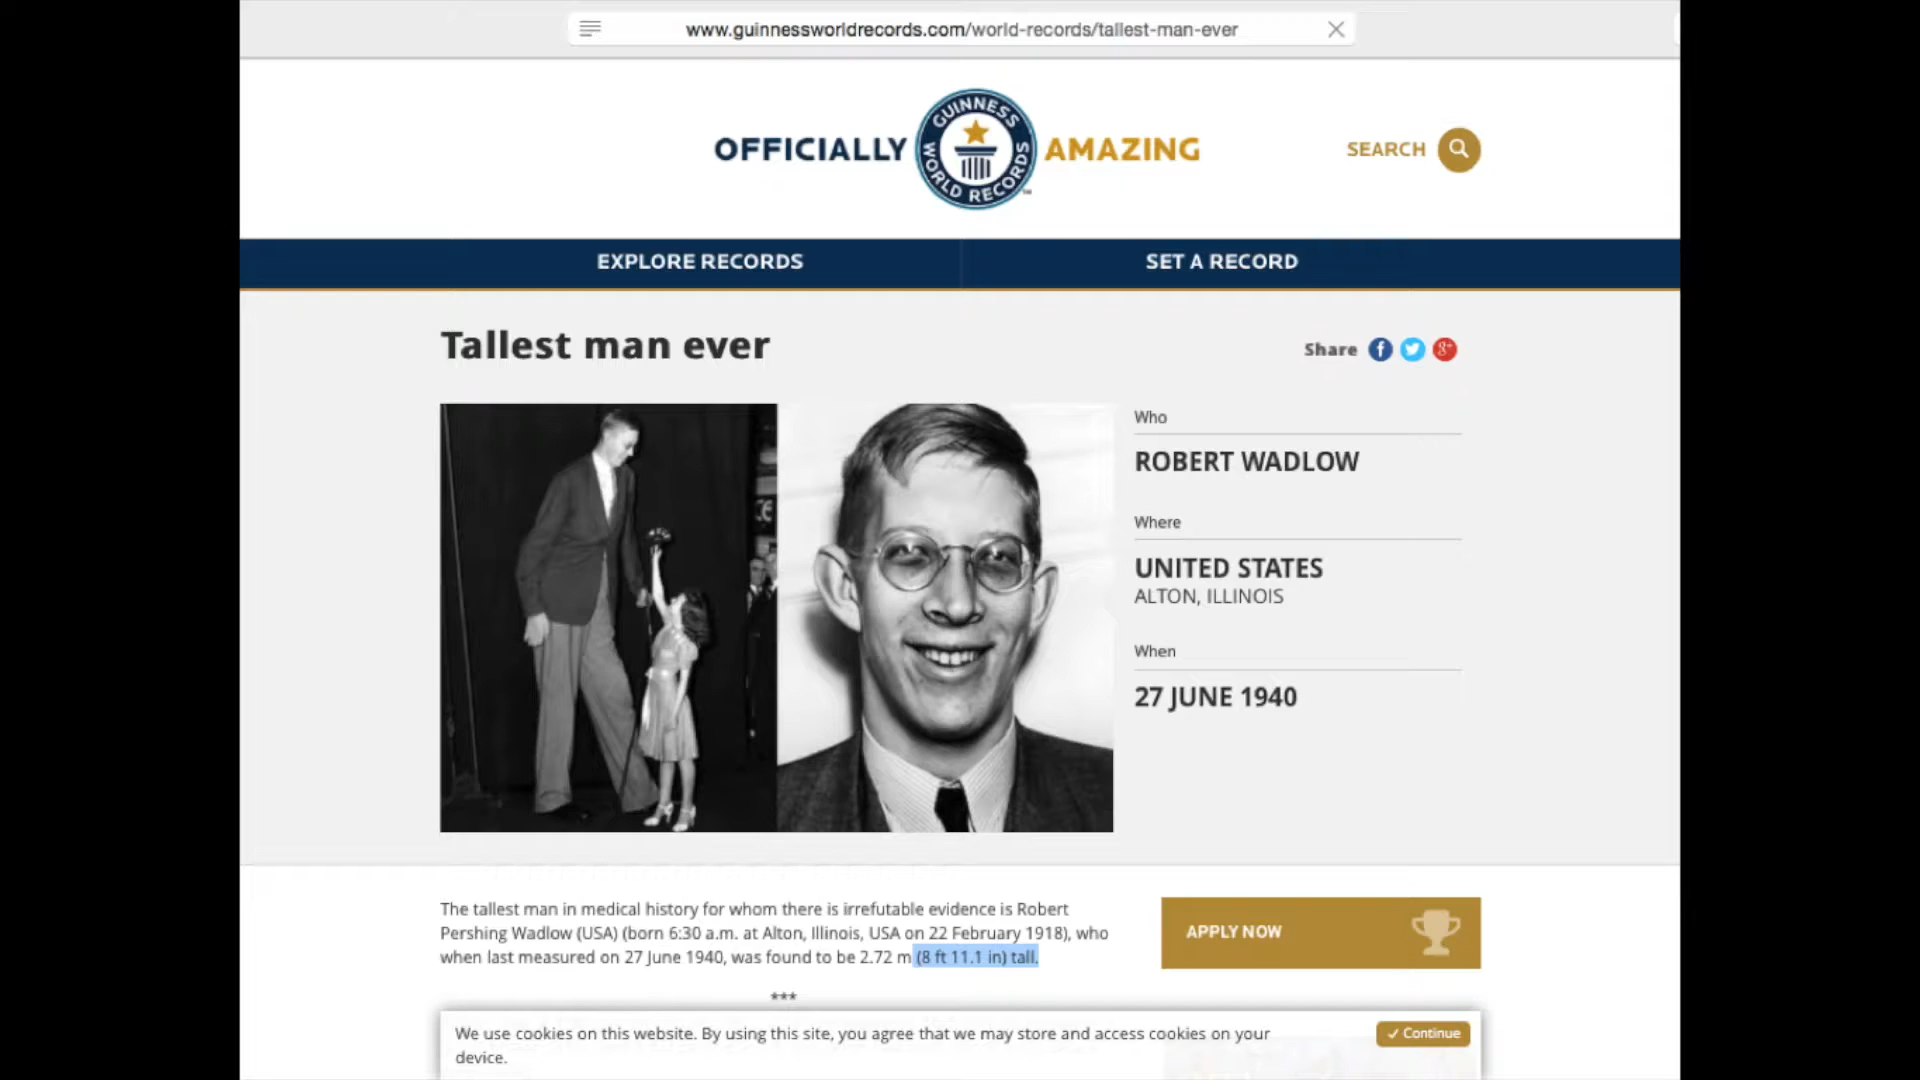 www.guinnessworldrecords.com/world-records/tallest-man-ever
OFFICIALLY
GUINNESS WORLD RECORDS
AMAZING
SEARCH
EXPLORE RECORDS
SET A RECORD
Tallest man ever
Share
Who
ROBERT WADLOW
Where
UNITED STATES
ALTON, ILLINOIS
When
27 JUNE 1940
The tallest man in medical history for whom there is irrefutable evidence is Robert
Pershing Wadlow (USA) (born 6:30 a.m. at Alton, Illinois, USA on 22 February 1918), who
when last measured on 27 June 1940, was found to be 2.72 m (8 ft 11.1 in) tall.
APPLY NOW
***
We use cookies on this website. By using this site, you agree that we may store and access cookies on your
device.
✓ Continue